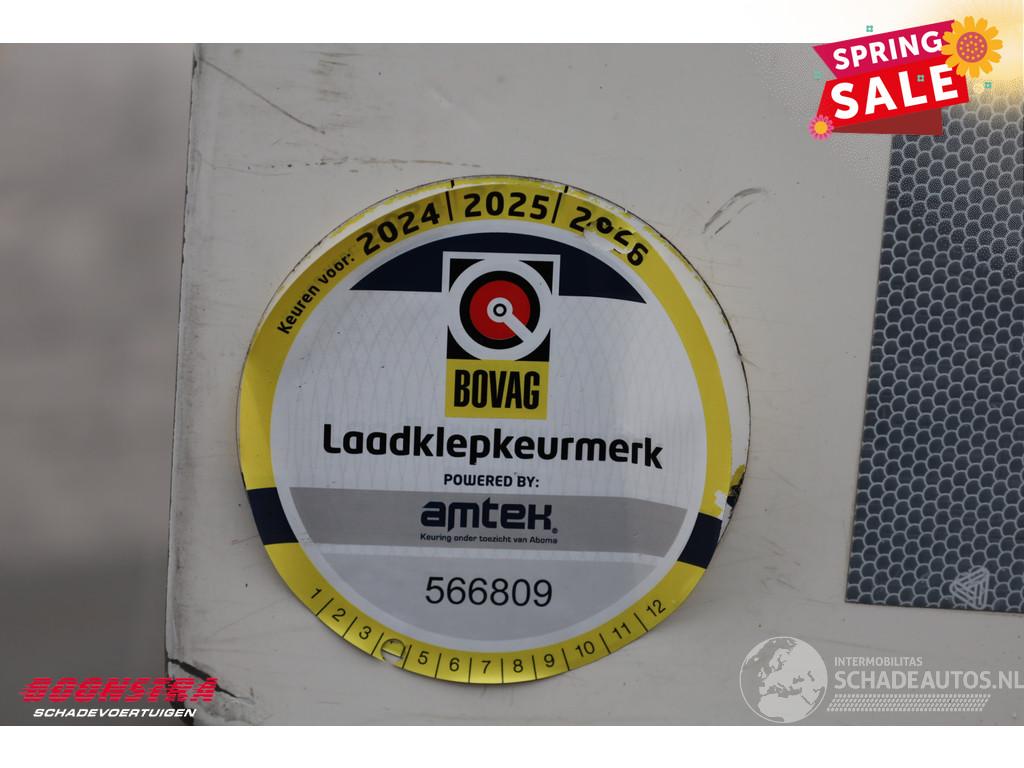 SPRING
SALE
Keuren voor: 2024 | 2025 | 2026
BOVAG
Laadklepkeurmerk
POWERED BY:
amtek®
Keuring onder toezicht van Aboma
566809
1 | 2 | 3 | 5 | 6 | 7 | 8 | 9 | 10 | 11 | 12
BOONSTRA
SCHADEVOERTUIGEN
INTERMOBILITAS
SCHADEAUTOS.NL